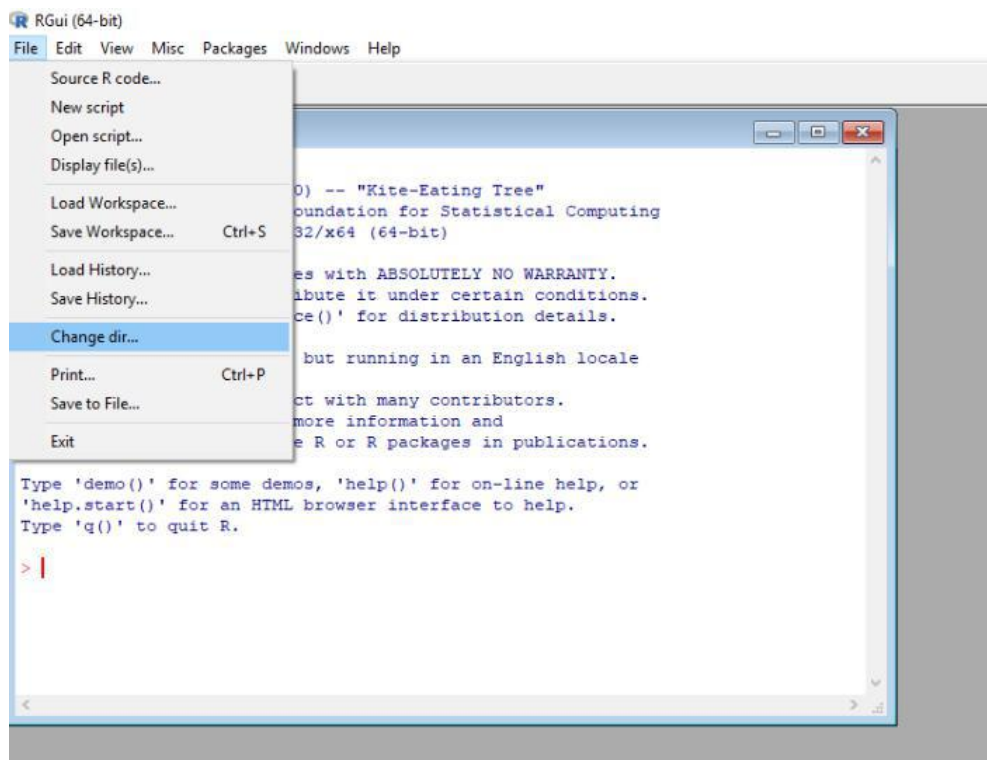 RGui (64-bit)
File Edit View Misc Packages Windows Help
Source R code...
New script
Open script...
Display file(s)...
Load Workspace...
Save Workspace... Ctrl+S
Load History...
Save History...
Change dir...
Print... Ctrl+P
Save to File...
Exit
0) -- "Kite-Eating Tree"
oundation for Statistical Computing
32/x64 (64-bit)
es with ABSOLUTELY NO WARRANTY.
ibute it under certain conditions.
ce()' for distribution details.
but running in an English locale
ct with many contributors.
more information and
e R or R packages in publications.
Type 'demo()' for some demos, 'help()' for on-line help, or
'help.start()' for an HTML browser interface to help.
Type 'q()' to quit R.
>